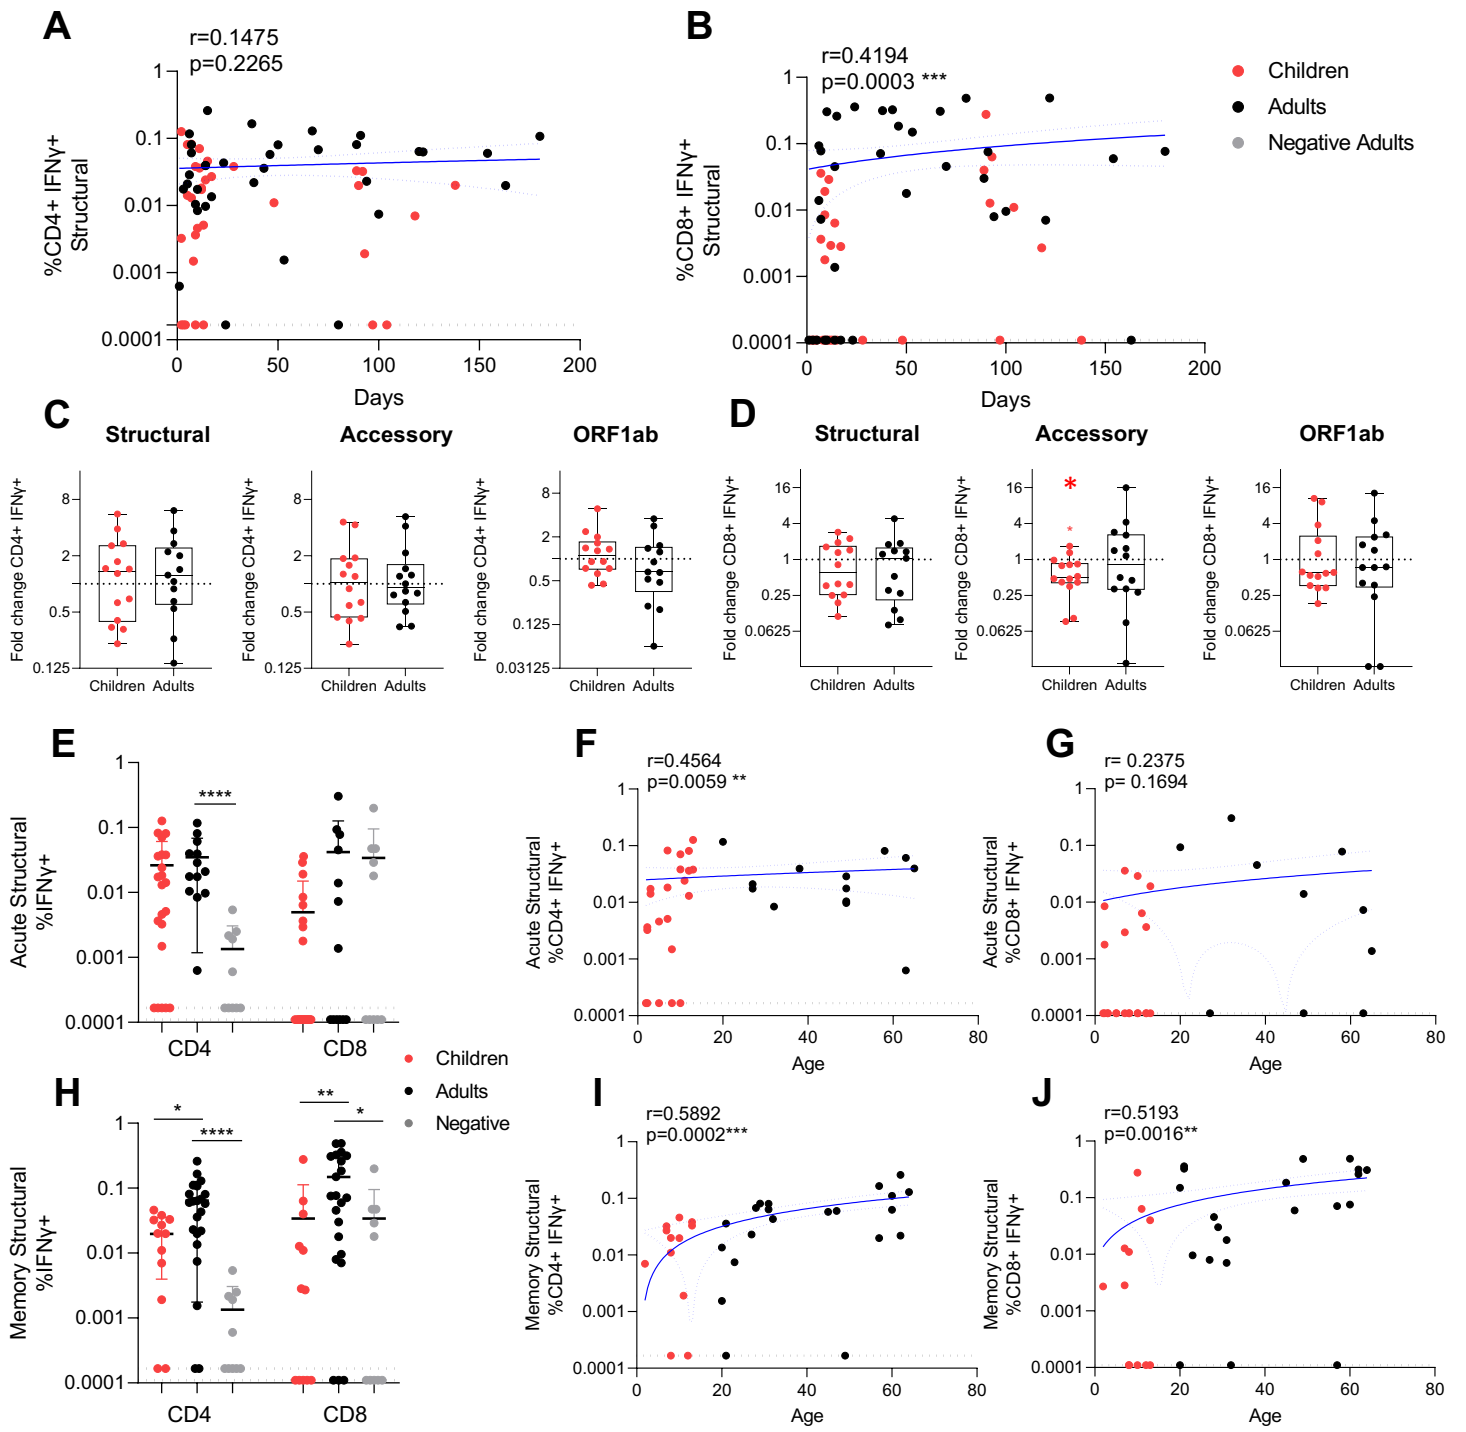 A
r=0.1475
p=0.2265
%CD4+ IFNγ+
Structural
1
0.1
0.01
0.001
0.0001
0
50
100
150
200
Days
B
r=0.4194
p=0.0003 ***
%CD8+ IFNγ+
Structural
1
0.1
0.01
0.001
0.0001
0
50
100
150
200
Days
Children
Adults
Negative Adults
C
Structural
Fold change CD4+ IFNγ+
8
2
0.5
0.125
Children
Adults
Accessory
Fold change CD4+ IFNγ+
8
2
0.5
0.125
Children
Adults
ORF1ab
Fold change CD4+ IFNγ+
8
2
0.5
0.125
0.03125
Children
Adults
D
Structural
Fold change CD8+ IFNγ+
16
4
1
0.25
0.0625
Children
Adults
Accessory
Fold change CD8+ IFNγ+
16
4
1
0.25
0.0625
*
*
Children
Adults
ORF1ab
Fold change CD8+ IFNγ+
16
4
1
0.25
0.0625
Children
Adults
E
Acute Structural
%IFNγ+
1
0.1
0.01
0.001
0.0001
****
CD4
CD8
F
r=0.4564
p=0.0059 **
Acute Structural
%CD4+ IFNγ+
1
0.1
0.01
0.001
0.0001
0
20
40
60
80
Age
G
r= 0.2375
p= 0.1694
Acute Structural
%CD8+ IFNγ+
1
0.1
0.01
0.001
0.0001
0
20
40
60
80
Age
Children
Adults
Negative
H
Memory Structural
%IFNγ+
1
0.1
0.01
0.001
0.0001
*
****
**
*
CD4
CD8
I
r=0.5892
p=0.0002***
Memory Structural
%CD4+ IFNγ+
1
0.1
0.01
0.001
0.0001
0
20
40
60
80
Age
J
r=0.5193
p=0.0016**
Memory Structural
%CD8+ IFNγ+
1
0.1
0.01
0.001
0.0001
0
20
40
60
80
Age